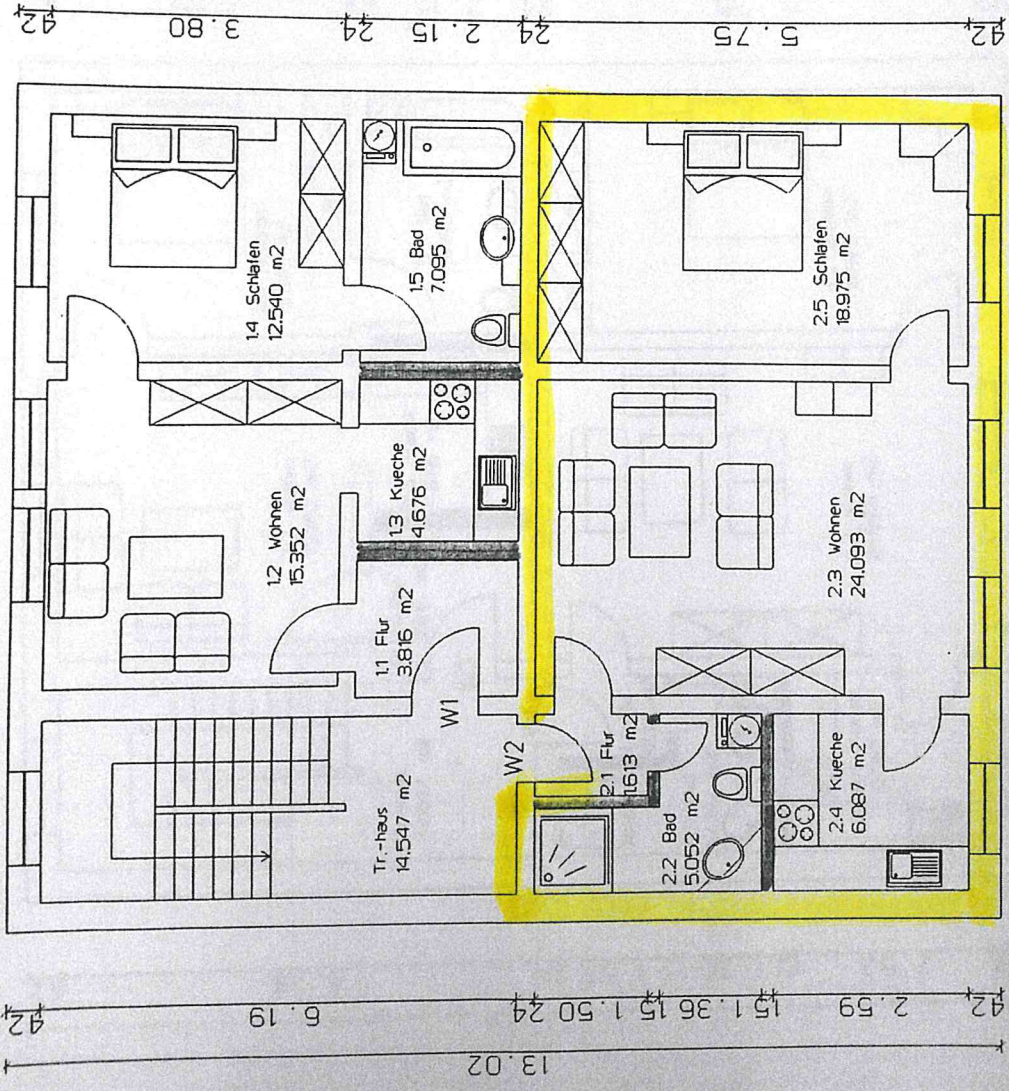 42
3.80
24
2.15
24
5.75
42
1.4 Schlafen
12.540 m2
1.5 Bad
7.095 m2
2.5 Schlafen
18.975 m2
1.2 Wohnen
15.352 m2
1.3 Kueche
4.676 m2
2.3 Wohnen
24.093 m2
1.1 Flur
3.816 m2
W1
W2
Tr.-haus
14.547 m2
2.1 Flur
1.613 m2
2.2 Bad
5.052 m2
2.4 Kueche
6.087 m2
42
6.19
24
1.50
15
1.36
15
2.59
42
13.02